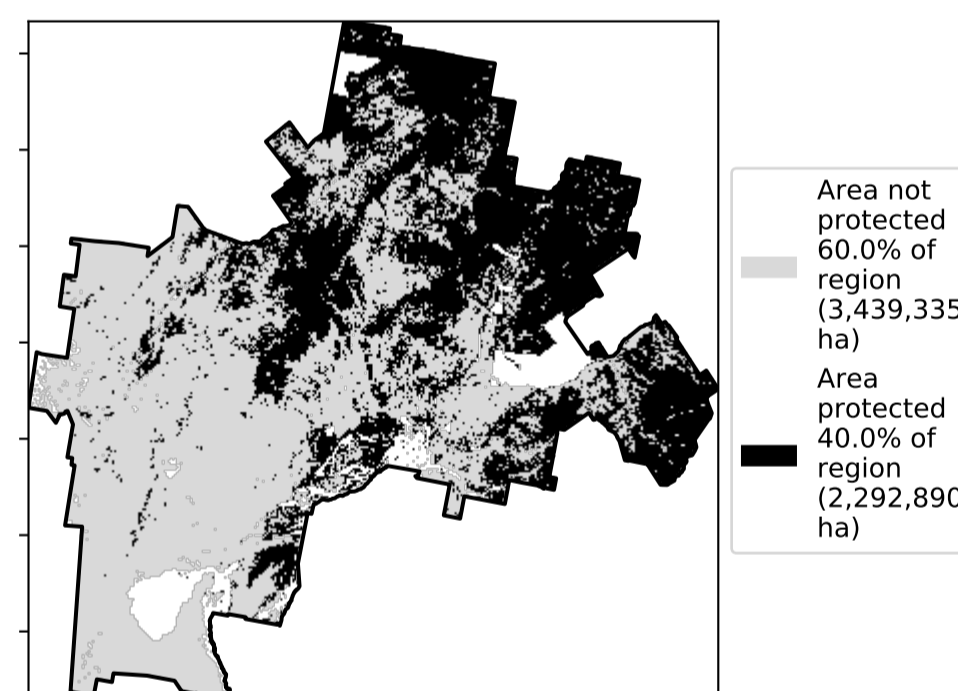 Area not
protected
60.0% of
region
(3,439,335
ha)
Area
protected
40.0% of
region
(2,292,890
ha)